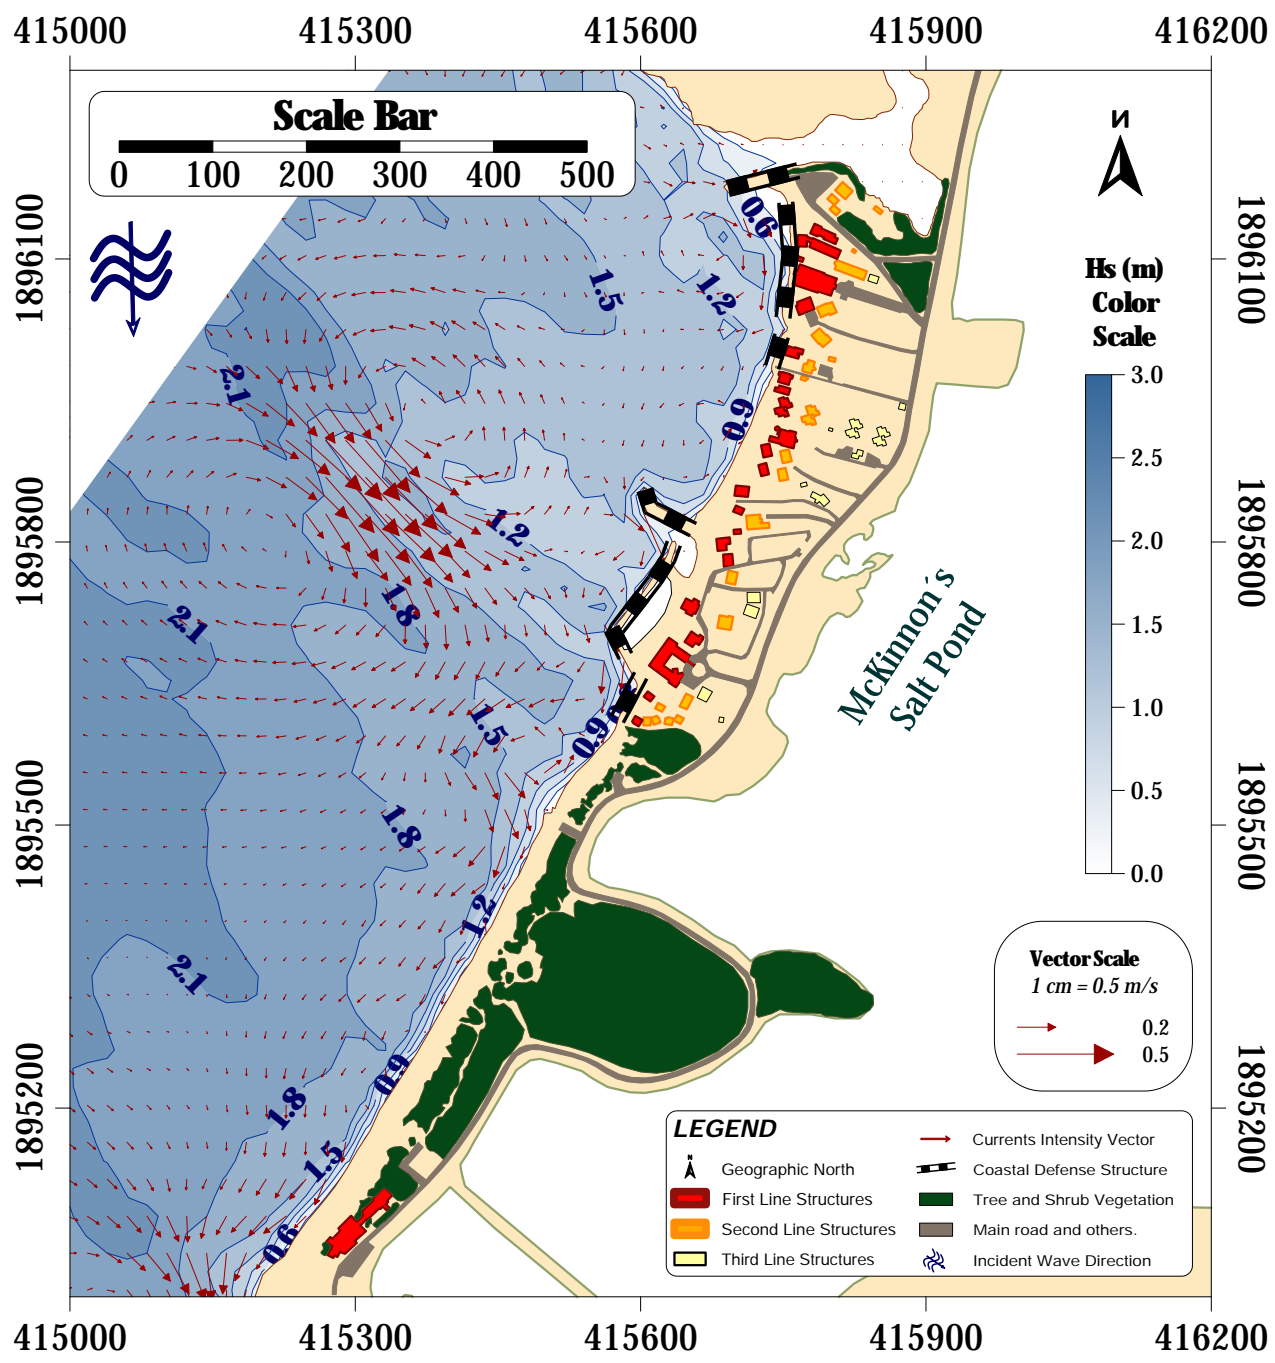 415000 415300 415600 415900 416200
Scale Bar
0 100 200 300 400 500
N
1896100
1895800
1895500
1895200
1896100
1895800
1895500
1895200
Hs (m)
Color
Scale
3.0
2.5
2.0
1.5
1.0
0.5
0.0
0.6
1.5
1.2
2.1
0.9
1.2
1.8
2.1
1.5
0.9
1.8
1.2
2.1
0.9
1.8
1.5
0.6
McKinnon´s
Salt Pond
Vector Scale
1 cm = 0.5 m/s
0.2
0.5
LEGEND
N
Geographic North
First Line Structures
Second Line Structures
Third Line Structures
Currents Intensity Vector
Coastal Defense Structure
Tree and Shrub Vegetation
Main road and others.
Incident Wave Direction
415000 415300 415600 415900 416200